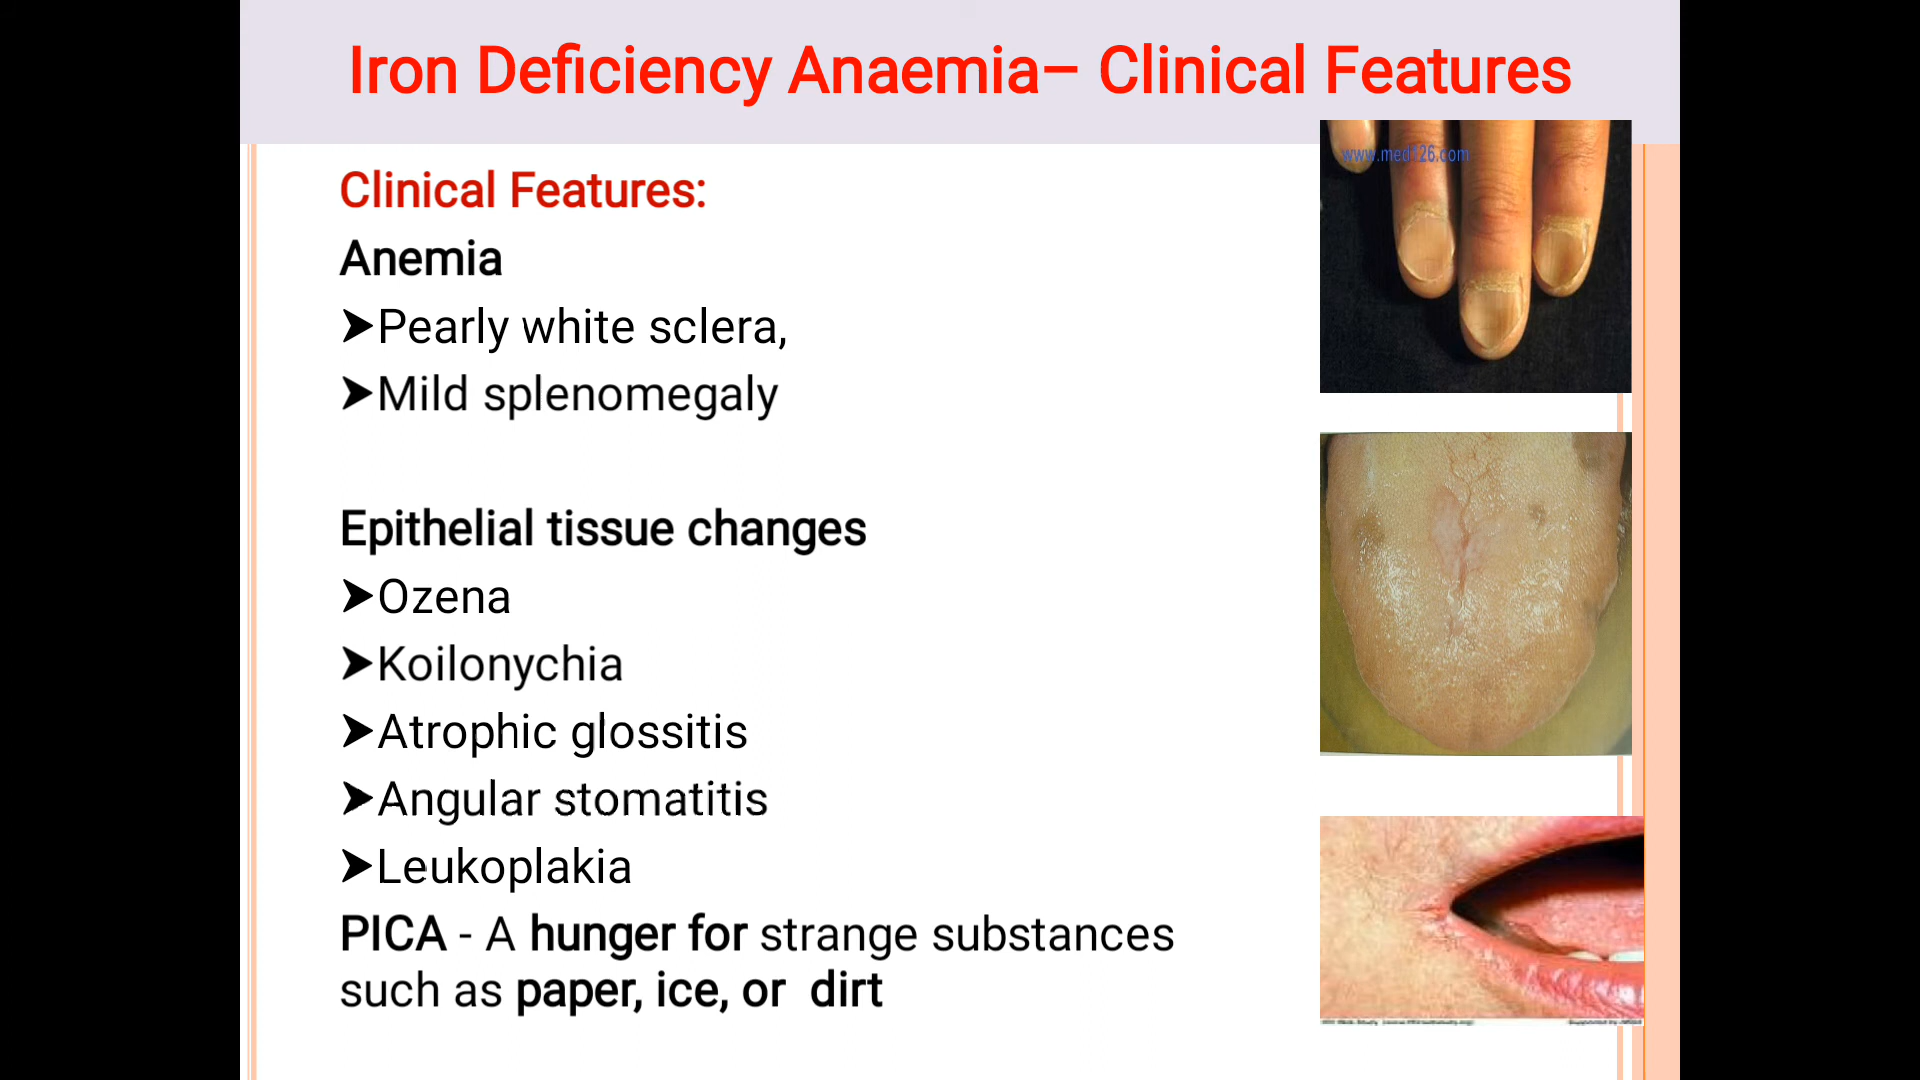 Iron Deficiency Anaemia– Clinical Features
www.med126.com
Clinical Features:
Anemia
➤Pearly white sclera,
➤Mild splenomegaly
Epithelial tissue changes
➤Ozena
➤Koilonychia
➤Atrophic glossitis
➤Angular stomatitis
➤Leukoplakia
PICA - A hunger for strange substances
such as paper, ice, or dirt